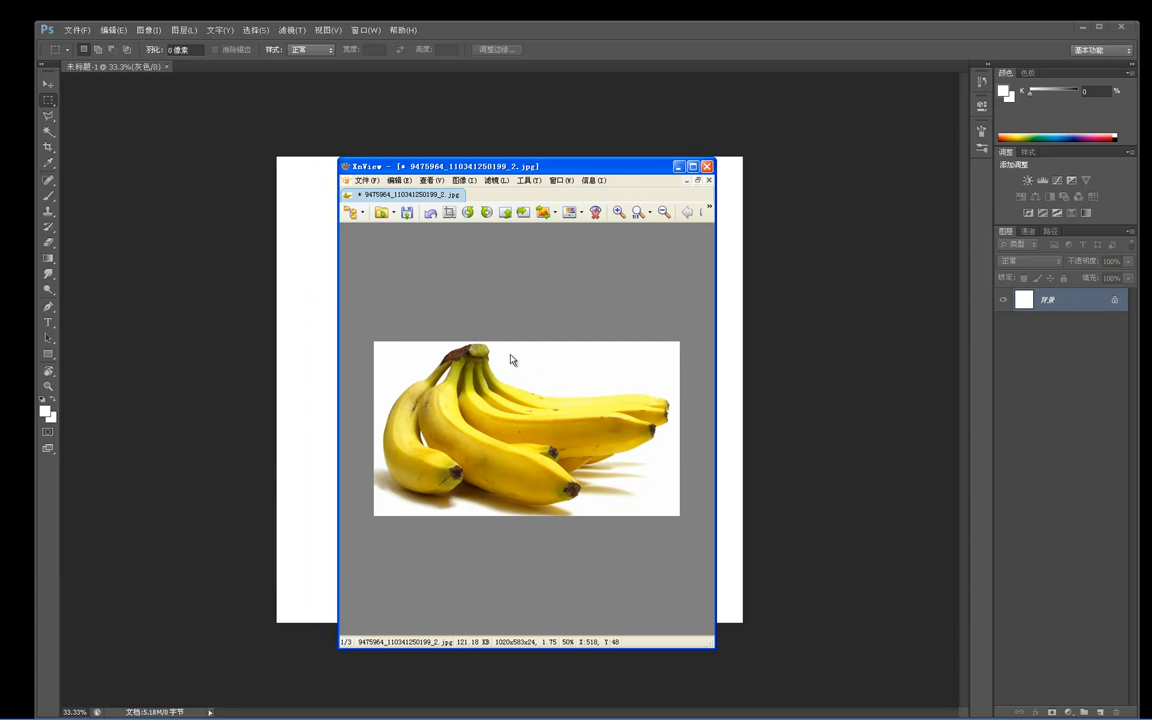 Ps 文件(F) 编辑(E) 图像(I) 图层(L) 文字(Y) 选择(S) 滤镜(T) 视图(V) 窗口(W) 帮助(H)
羽化: 0 像素 消除锯齿 样式: 正常 宽度: 高度: 调整边缘... 基本功能
未标题-1 @ 33.3%(灰色/8) ×
颜色 色板
K 0 %
调整 样式
添加调整
XnView - [* 9475964_110341250199_2.jpg]
文件(F) 编辑(E) 查看(V) 图像(I) 滤镜(L) 工具(T) 窗口(W) 信息(I)
* 9475964_110341250199_2.jpg
图层 通道 路径
类型
正常 不透明度: 100%
锁定: 填充: 100%
背景
1/3 9475964_110341250199_2.jpg 121.18 KB 1020x583x24, 1.75 50% X:518, Y:48
33.33% 文档:5.18M/0 字节